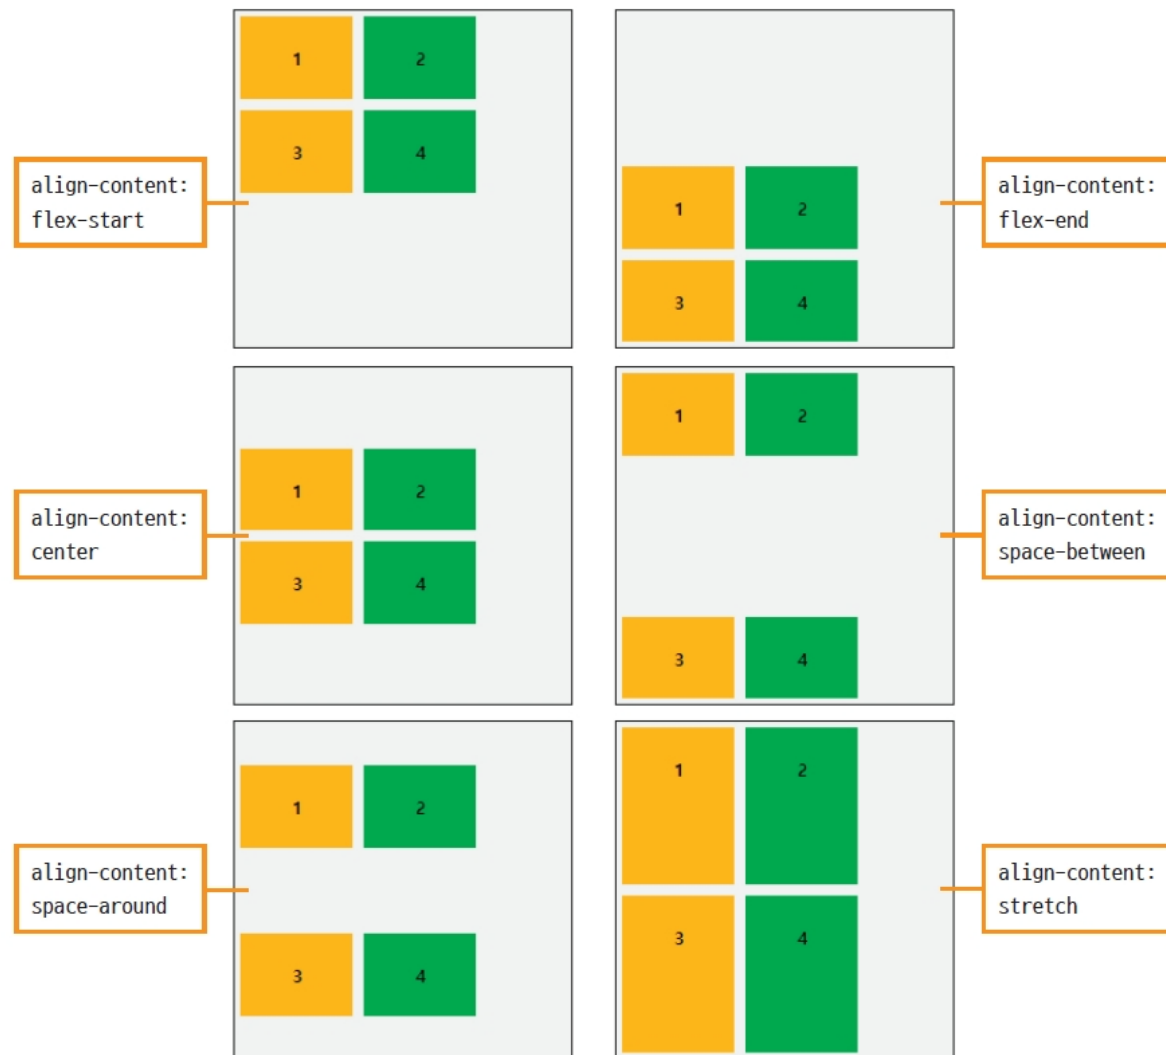 1 2
3 4
align-content:
flex-start
1 2
3 4
align-content:
flex-end
1 2
3 4
align-content:
center
1 2
3 4
align-content:
space-between
1 2
3 4
align-content:
space-around
1 2
3 4
align-content:
stretch